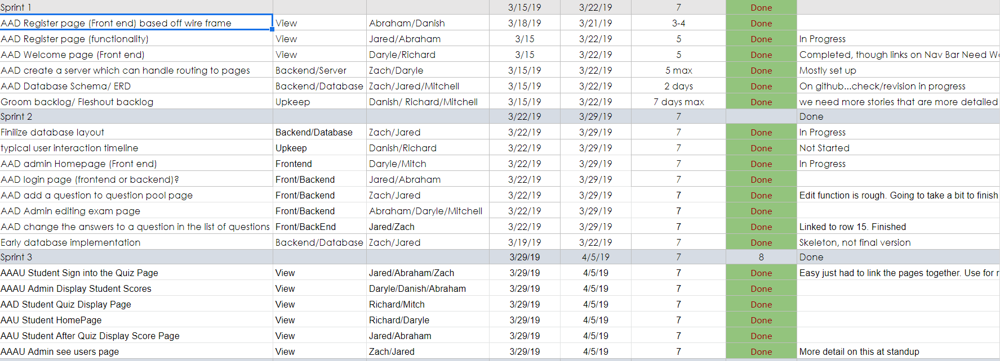 Sprint 1 3/15/19 3/22/19 7 Done
AAD Register page (Front end) based off wire frame View Abraham/Danish 3/18/19 3/21/19 3-4 Done
AAD Register page (functionality) View Jared/Abraham 3/15 3/22/19 5 Done In Progress
AAD Welcome page (Front end) View Daryle/Richard 3/15 3/22/19 5 Done Completed, though links on Nav Bar Need
AAD create a server which can handle routing to pages Backend/Server Zach/Daryle 3/15/19 3/22/19 5 max Done Mostly set up
AAD Database Schema/ ERD Backend/Database Zach/Jared/Mitchell 3/15/19 3/22/19 2 days Done On github...check/revision in progress
Groom backlog/ Fleshout backlog Upkeep Danish/ Richard/Mitchell 3/15/19 3/22/19 7 days max Done we need more stories that are more detailed
Sprint 2 3/22/19 3/29/19 7 Done
Finilize database layout Backend/Database Zach/Jared 3/22/19 3/29/19 7 Done In Progress
typical user interaction timeline Upkeep Danish/Richard 3/22/19 3/29/19 7 Done Not Started
AAD admin Homepage (Front end) Frontend Daryle/Mitch 3/22/19 3/29/19 7 Done In Progress
AAD login page (frontend or backend)? Front/Backend Jared/Abraham 3/22/19 3/29/19 7 Done
AAD add a question to question pool page Front/Backend Zach/Jared 3/22/19 3/29/19 7 Done Edit function is rough. Going to take a bit to finish
AAD Admin editing exam page Front/Backend Abraham/Daryle/Mitchell 3/22/19 3/29/19 7 Done
AAD change the answers to a question in the list of questions Front/BackEnd Jared/Zach 3/22/19 3/29/19 7 Done Linked to row 15. Finished
Early database implementation Backend/Database Zach/Jared 3/19/19 3/22/19 7 Done Skeleton, not final version
Sprint 3 3/29/19 4/5/19 7 8 Done
AAAU Student Sign into the Quiz Page View Jared/Abraham/Zach 3/29/19 4/5/19 7 Done Easy just had to link the pages together. Use for
AAAU Admin Display Student Scores View Daryle/Danish/Abraham 3/29/19 4/5/19 7 Done
AAD Student Quiz Display Page View Richard/Mitch 3/29/19 4/5/19 7 Done
AAU Student HomePage View Richard/Daryle 3/29/19 4/5/19 7 Done
AAU Student After Quiz Display Score Page View Jared/Abraham 3/29/19 4/5/19 7 Done
AAAU Admin see users page View Zach/Jared 3/29/19 4/5/19 7 Done More detail on this at standup